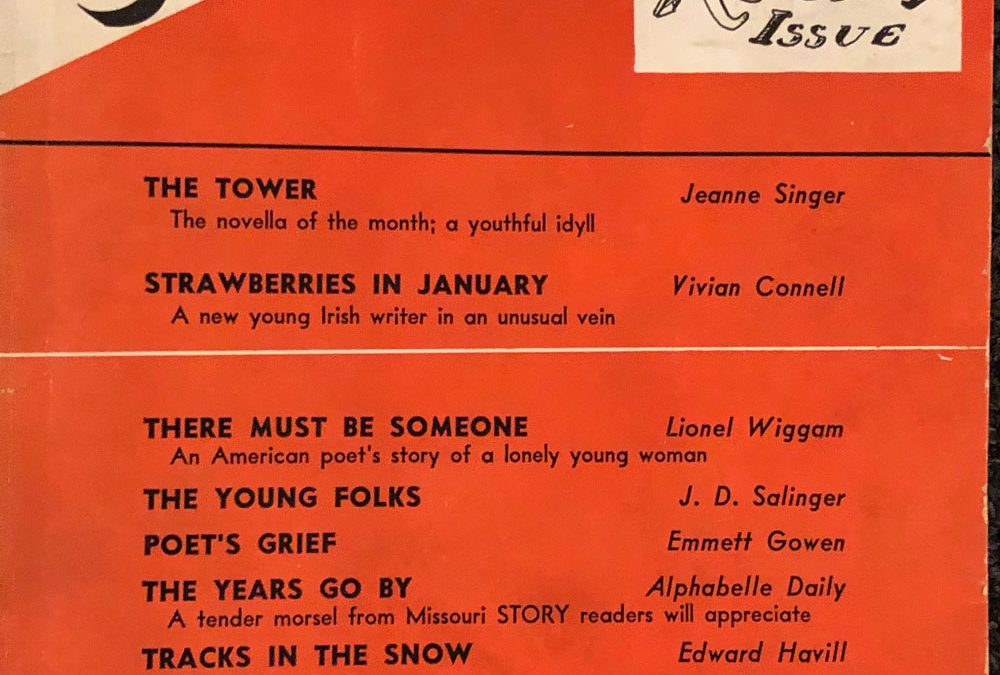 ISSUE
THE TOWER Jeanne Singer
The novella of the month; a youthful idyll
STRAWBERRIES IN JANUARY Vivian Connell
A new young Irish writer in an unusual vein
THERE MUST BE SOMEONE Lionel Wiggam
An American poet's story of a lonely young woman
THE YOUNG FOLKS J. D. Salinger
POET'S GRIEF Emmett Gowen
THE YEARS GO BY Alphabelle Daily
A tender morsel from Missouri STORY readers will appreciate
TRACKS IN THE SNOW Edward Havill